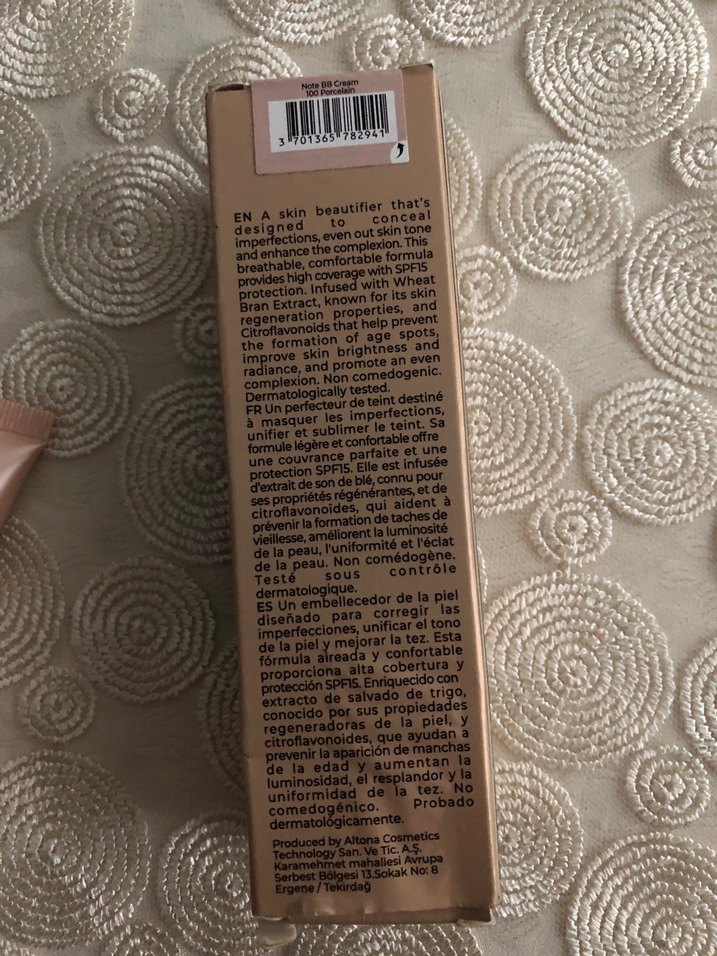 Note BB Cream
100 Porcelain
3 701365 782941
EN A skin beautifier that's
designed to conceal
imperfections, even out skin tone
and enhance the complexion. This
breathable, comfortable formula
provides high coverage with SPF15
protection. Infused with Wheat
Bran Extract, known for its skin
regeneration properties, and
Citroflavonoids that help prevent
the formation of age spots,
improve skin brightness and
radiance, and promote an even
complexion. Non comedogenic.
Dermatologically tested.
FR Un perfecteur de teint destiné
à masquer les imperfections,
unifier et sublimer le teint. Sa
formule légère et confortable offre
une couvrance parfaite et une
protection SPF15. Elle est infusée
d'extrait de son de blé, connu pour
ses propriétés régénérantes, et de
citroflavonoïdes, qui aident à
prévenir la formation de taches de
vieillesse, améliorent la luminosité
de la peau, l'uniformité et l'éclat
de la peau. Non comédogène.
Testé sous contrôle
dermatologique.
ES Un embellecedor de la piel
diseñado para corregir las
imperfecciones, unificar el tono
de la piel y mejorar la tez. Esta
fórmula aireada y confortable
proporciona alta cobertura y
protección SPF15. Enriquecido con
extracto de salvado de trigo,
conocido por sus propiedades
regeneradoras de la piel, y
citroflavonoides, que ayudan a
prevenir la aparición de manchas
de la edad y aumentan la
luminosidad, el resplandor y la
uniformidad de la tez. No
comedogénico. Probado
dermatológicamente.
Produced by Altona Cosmetics
Technology San. Ve Tic. A.Ş.
Karamehmet mahallesi Avrupa
Serbest Bölgesi 13.Sokak No: 8
Ergene / Tekirdağ